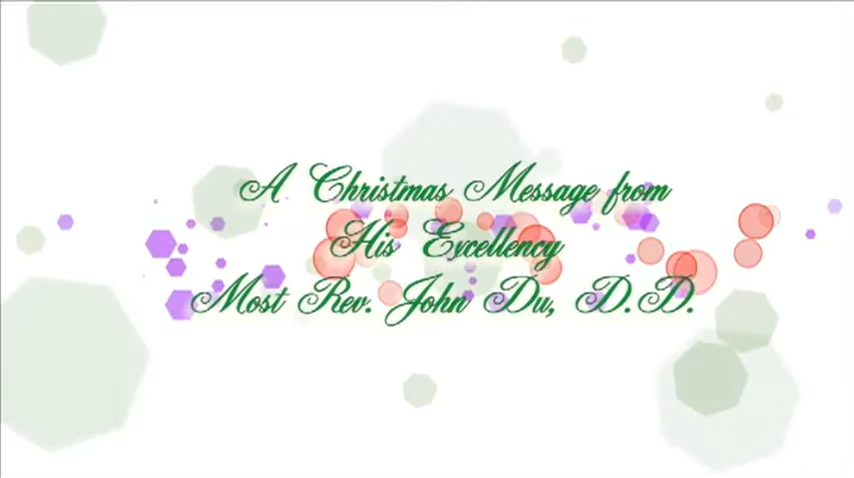 A Christmas Message from
His Excellency
Most Rev. John Du, D.D.